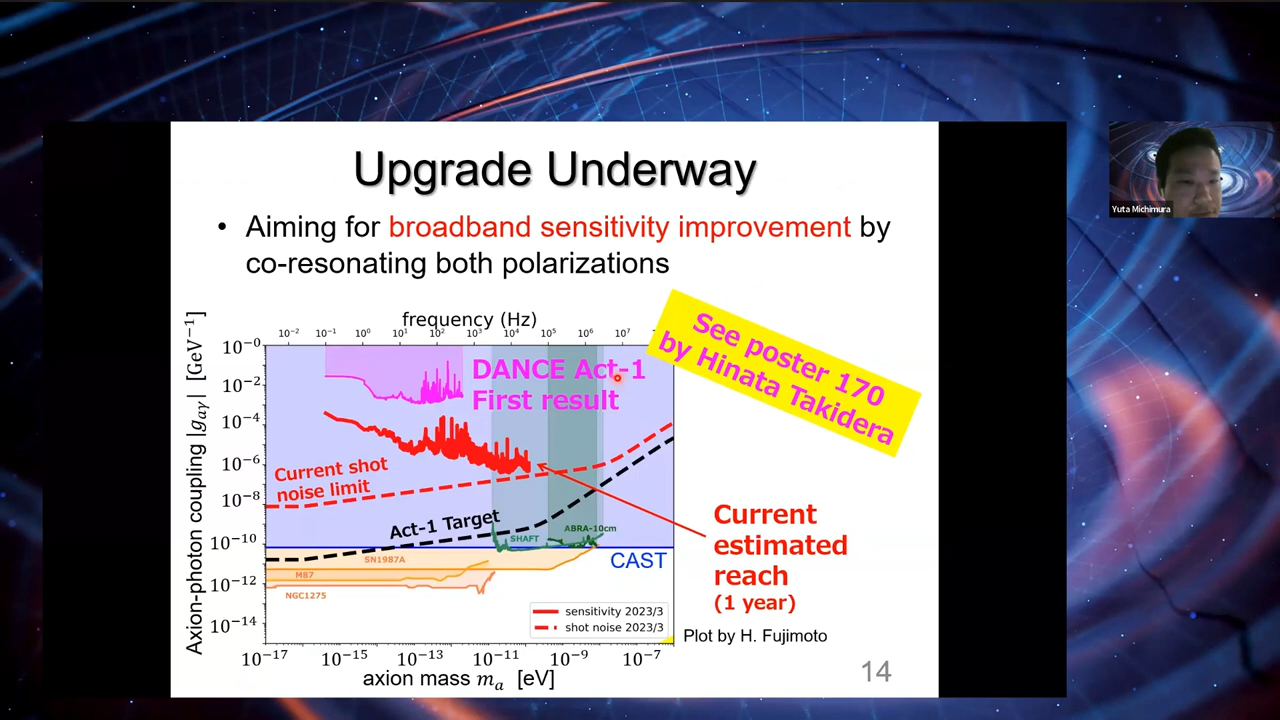 Upgrade Underway
• Aiming for broadband sensitivity improvement by
co-resonating both polarizations
frequency (Hz)
10⁻² 10⁻¹ 10⁰ 10¹ 10² 10³ 10⁴ 10⁵ 10⁶ 10⁷
Axion-photon coupling |gₐᵧ| [GeV⁻¹]
10⁻⁰
10⁻²
10⁻⁴
10⁻⁶
10⁻⁸
10⁻¹⁰
10⁻¹²
10⁻¹⁴
DANCE Act-1
First result
See poster 170
by Hinata Takidera
Current shot
noise limit
Act-1 Target
SHAFT
ABRA-10cm
CAST
SN1987A
M87
NGC1275
Current
estimated
reach
(1 year)
sensitivity 2023/3
shot noise 2023/3
Plot by H. Fujimoto
10⁻¹⁷ 10⁻¹⁵ 10⁻¹³ 10⁻¹¹ 10⁻⁹ 10⁻⁷
axion mass mₐ [eV]
14
Yuta Michimura